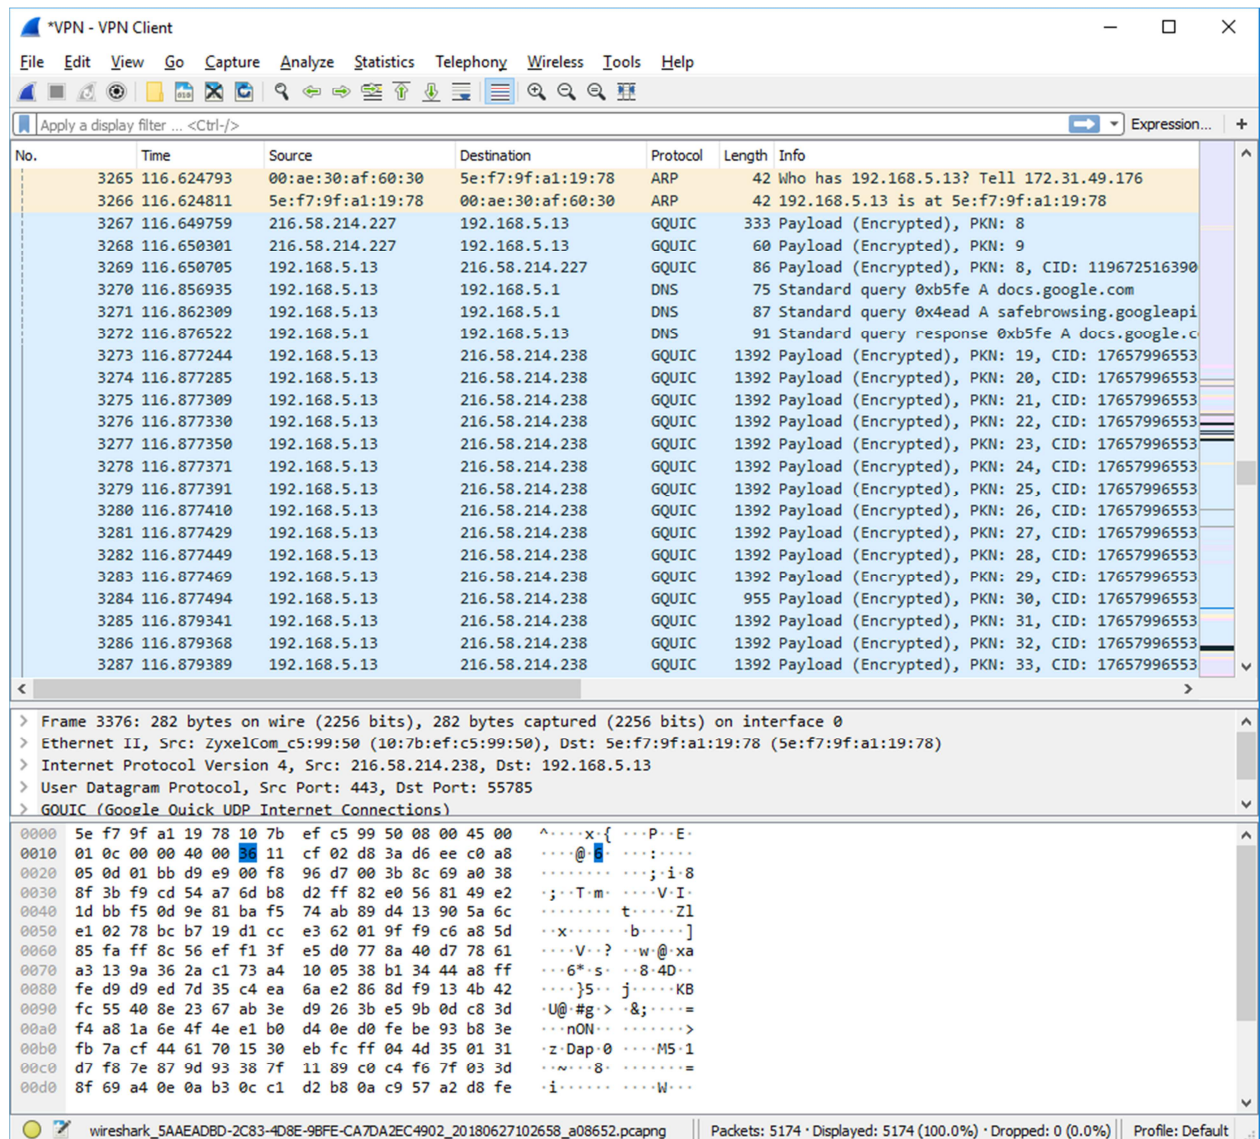 *VPN - VPN Client
File Edit View Go Capture Analyze Statistics Telephony Wireless Tools Help
Apply a display filter ... <Ctrl-/> Expression... +
No. Time Source Destination Protocol Length Info
3265 116.624793 00:ae:30:af:60:30 5e:f7:9f:a1:19:78 ARP 42 Who has 192.168.5.13? Tell 172.31.49.176
3266 116.624811 5e:f7:9f:a1:19:78 00:ae:30:af:60:30 ARP 42 192.168.5.13 is at 5e:f7:9f:a1:19:78
3267 116.649759 216.58.214.227 192.168.5.13 GQUIC 333 Payload (Encrypted), PKN: 8
3268 116.650301 216.58.214.227 192.168.5.13 GQUIC 60 Payload (Encrypted), PKN: 9
3269 116.650705 192.168.5.13 216.58.214.227 GQUIC 86 Payload (Encrypted), PKN: 8, CID: 119672516390
3270 116.856935 192.168.5.13 192.168.5.1 DNS 75 Standard query 0xb5fe A docs.google.com
3271 116.862309 192.168.5.13 192.168.5.1 DNS 87 Standard query 0x4ead A safebrowsing.googleapi
3272 116.876522 192.168.5.1 192.168.5.13 DNS 91 Standard query response 0xb5fe A docs.google.c
3273 116.877244 192.168.5.13 216.58.214.238 GQUIC 1392 Payload (Encrypted), PKN: 19, CID: 17657996553
3274 116.877285 192.168.5.13 216.58.214.238 GQUIC 1392 Payload (Encrypted), PKN: 20, CID: 17657996553
3275 116.877309 192.168.5.13 216.58.214.238 GQUIC 1392 Payload (Encrypted), PKN: 21, CID: 17657996553
3276 116.877330 192.168.5.13 216.58.214.238 GQUIC 1392 Payload (Encrypted), PKN: 22, CID: 17657996553
3277 116.877350 192.168.5.13 216.58.214.238 GQUIC 1392 Payload (Encrypted), PKN: 23, CID: 17657996553
3278 116.877371 192.168.5.13 216.58.214.238 GQUIC 1392 Payload (Encrypted), PKN: 24, CID: 17657996553
3279 116.877391 192.168.5.13 216.58.214.238 GQUIC 1392 Payload (Encrypted), PKN: 25, CID: 17657996553
3280 116.877410 192.168.5.13 216.58.214.238 GQUIC 1392 Payload (Encrypted), PKN: 26, CID: 17657996553
3281 116.877429 192.168.5.13 216.58.214.238 GQUIC 1392 Payload (Encrypted), PKN: 27, CID: 17657996553
3282 116.877449 192.168.5.13 216.58.214.238 GQUIC 1392 Payload (Encrypted), PKN: 28, CID: 17657996553
3283 116.877469 192.168.5.13 216.58.214.238 GQUIC 1392 Payload (Encrypted), PKN: 29, CID: 17657996553
3284 116.877494 192.168.5.13 216.58.214.238 GQUIC 955 Payload (Encrypted), PKN: 30, CID: 17657996553
3285 116.879341 192.168.5.13 216.58.214.238 GQUIC 1392 Payload (Encrypted), PKN: 31, CID: 17657996553
3286 116.879368 192.168.5.13 216.58.214.238 GQUIC 1392 Payload (Encrypted), PKN: 32, CID: 17657996553
3287 116.879389 192.168.5.13 216.58.214.238 GQUIC 1392 Payload (Encrypted), PKN: 33, CID: 17657996553
> Frame 3376: 282 bytes on wire (2256 bits), 282 bytes captured (2256 bits) on interface 0
> Ethernet II, Src: ZyxelCom_c5:99:50 (10:7b:ef:c5:99:50), Dst: 5e:f7:9f:a1:19:78 (5e:f7:9f:a1:19:78)
> Internet Protocol Version 4, Src: 216.58.214.238, Dst: 192.168.5.13
> User Datagram Protocol, Src Port: 443, Dst Port: 55785
> GQUIC (Google Quick UDP Internet Connections)
0000 5e f7 9f a1 19 78 10 7b ef c5 99 50 08 00 45 00 ^····x·{ ···P··E·
0010 01 0c 00 00 40 00 36 11 cf 02 d8 3a d6 ee c0 a8 ····@·6· ···:····
0020 05 0d 01 bb d9 e9 00 f8 96 d7 00 3b 8c 69 a0 38 ········ ···;·i·8
0030 8f 3b f9 cd 54 a7 6d b8 d2 ff 82 e0 56 81 49 e2 ·;··T·m· ····V·I·
0040 1d bb f5 0d 9e 81 ba f5 74 ab 89 d4 13 90 5a 6c ········ t·····Zl
0050 e1 02 78 bc b7 19 d1 cc e3 62 01 9f f9 c6 a8 5d ··x····· ·b·····]
0060 85 fa ff 8c 56 ef f1 3f e5 d0 77 8a 40 d7 78 61 ····V··? ··w·@·xa
0070 a3 13 9a 36 2a c1 73 a4 10 05 38 b1 34 44 a8 ff ···6*·s· ··8·4D··
0080 fe d9 d9 ed 7d 35 c4 ea 6a e2 86 8d f9 13 4b 42 ····}5·· j·····KB
0090 fc 55 40 8e 23 67 ab 3e d9 26 3b e5 9b 0d c8 3d ·U@·#g·> ·&;····=
00a0 f4 a8 1a 6e 4f 4e e1 b0 d4 0e d0 fe be 93 b8 3e ···nON·· ·······>
00b0 fb 7a cf 44 61 70 15 30 eb fc ff 04 4d 35 01 31 ·z·Dap·0 ····M5·1
00c0 d7 f8 7e 87 9d 93 38 7f 11 89 c0 c4 f6 7f 03 3d ··~···8· ·······=
00d0 8f 69 a4 0e 0a b3 0c c1 d2 b8 0a c9 57 a2 d8 fe ·i······ ····W···
wireshark_5AAEADBD-2C83-4D8E-9BFE-CA7DA2EC4902_20180627102658_a08652.pcapng Packets: 5174 · Displayed: 5174 (100.0%) · Dropped: 0 (0.0%) Profile: Default